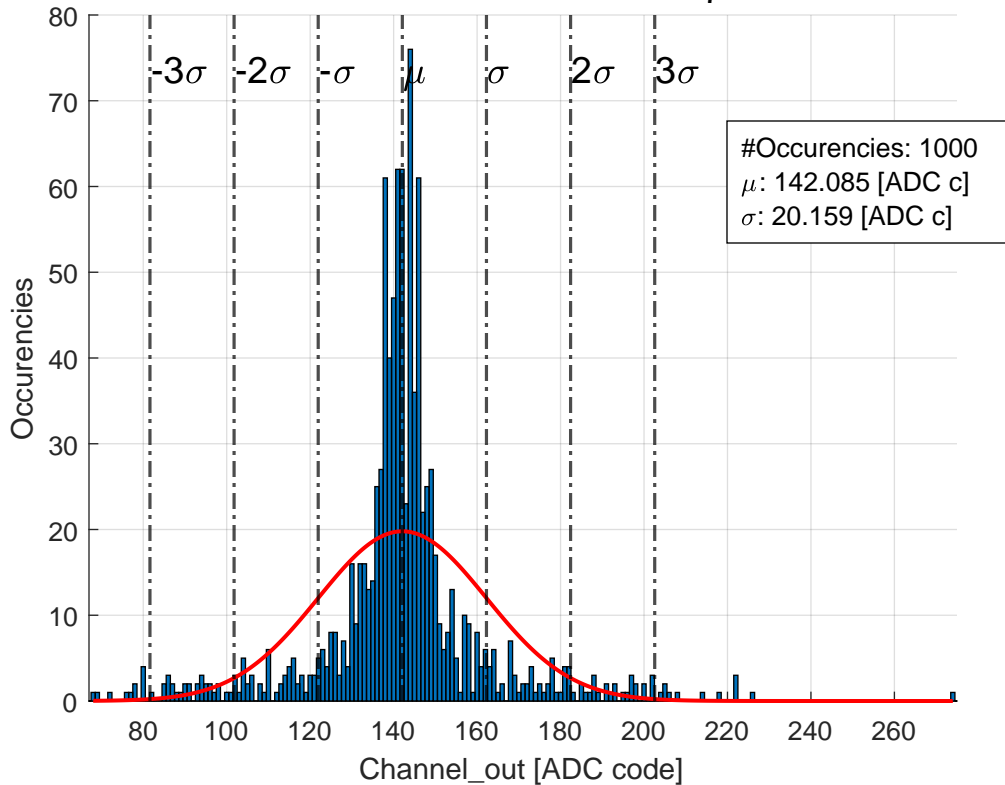 80
-3σ -2σ -σ μ σ 2σ 3σ
70
#Occurencies: 1000
μ: 142.085 [ADC c]
σ: 20.159 [ADC c]
60
50
40
30
20
10
0
Occurencies
80 100 120 140 160 180 200 220 240 260
Channel_out [ADC code]